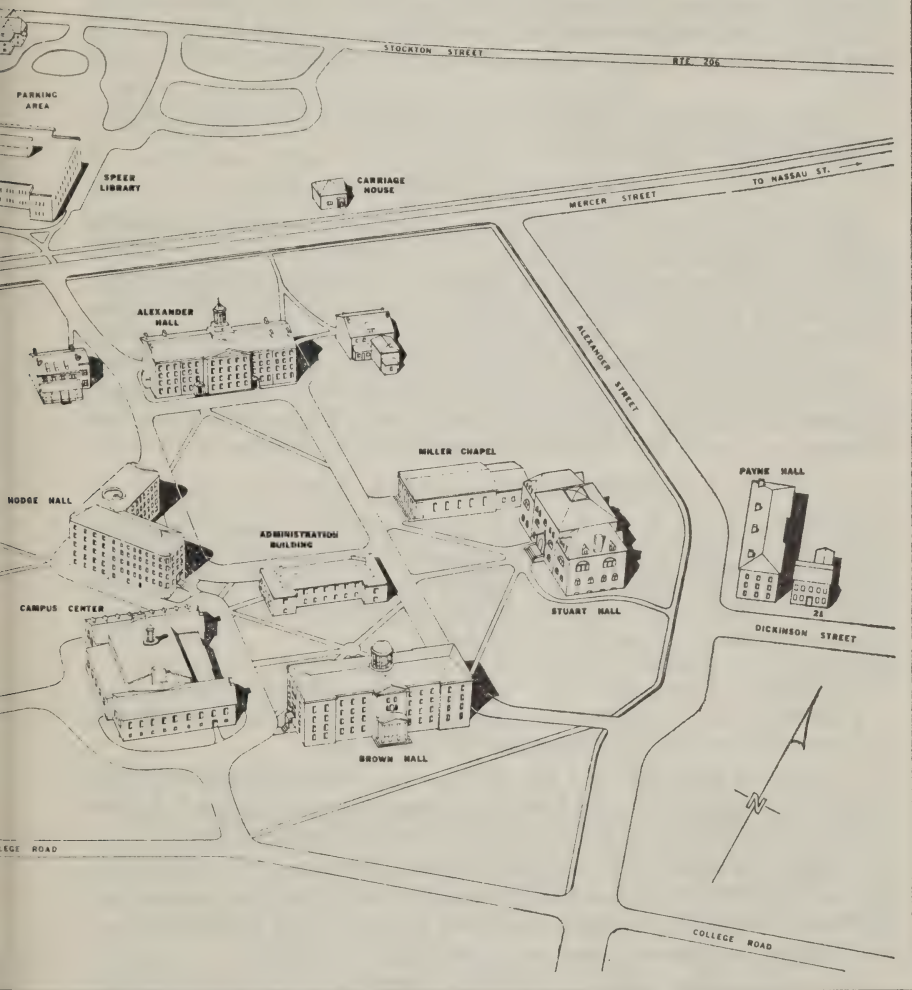 STOCKTON STREET
RTE. 206
PARKING
AREA
SPEER
LIBRARY
CARRIAGE
HOUSE
MERCER STREET
TO NASSAU ST.
ALEXANDER
HALL
ALEXANDER STREET
MILLER CHAPEL
PAYNE HALL
HODGE HALL
ADMINISTRATION
BUILDING
CAMPUS CENTER
STUART HALL
21
DICKINSON STREET
BROWN HALL
N
LEGE ROAD
COLLEGE ROAD